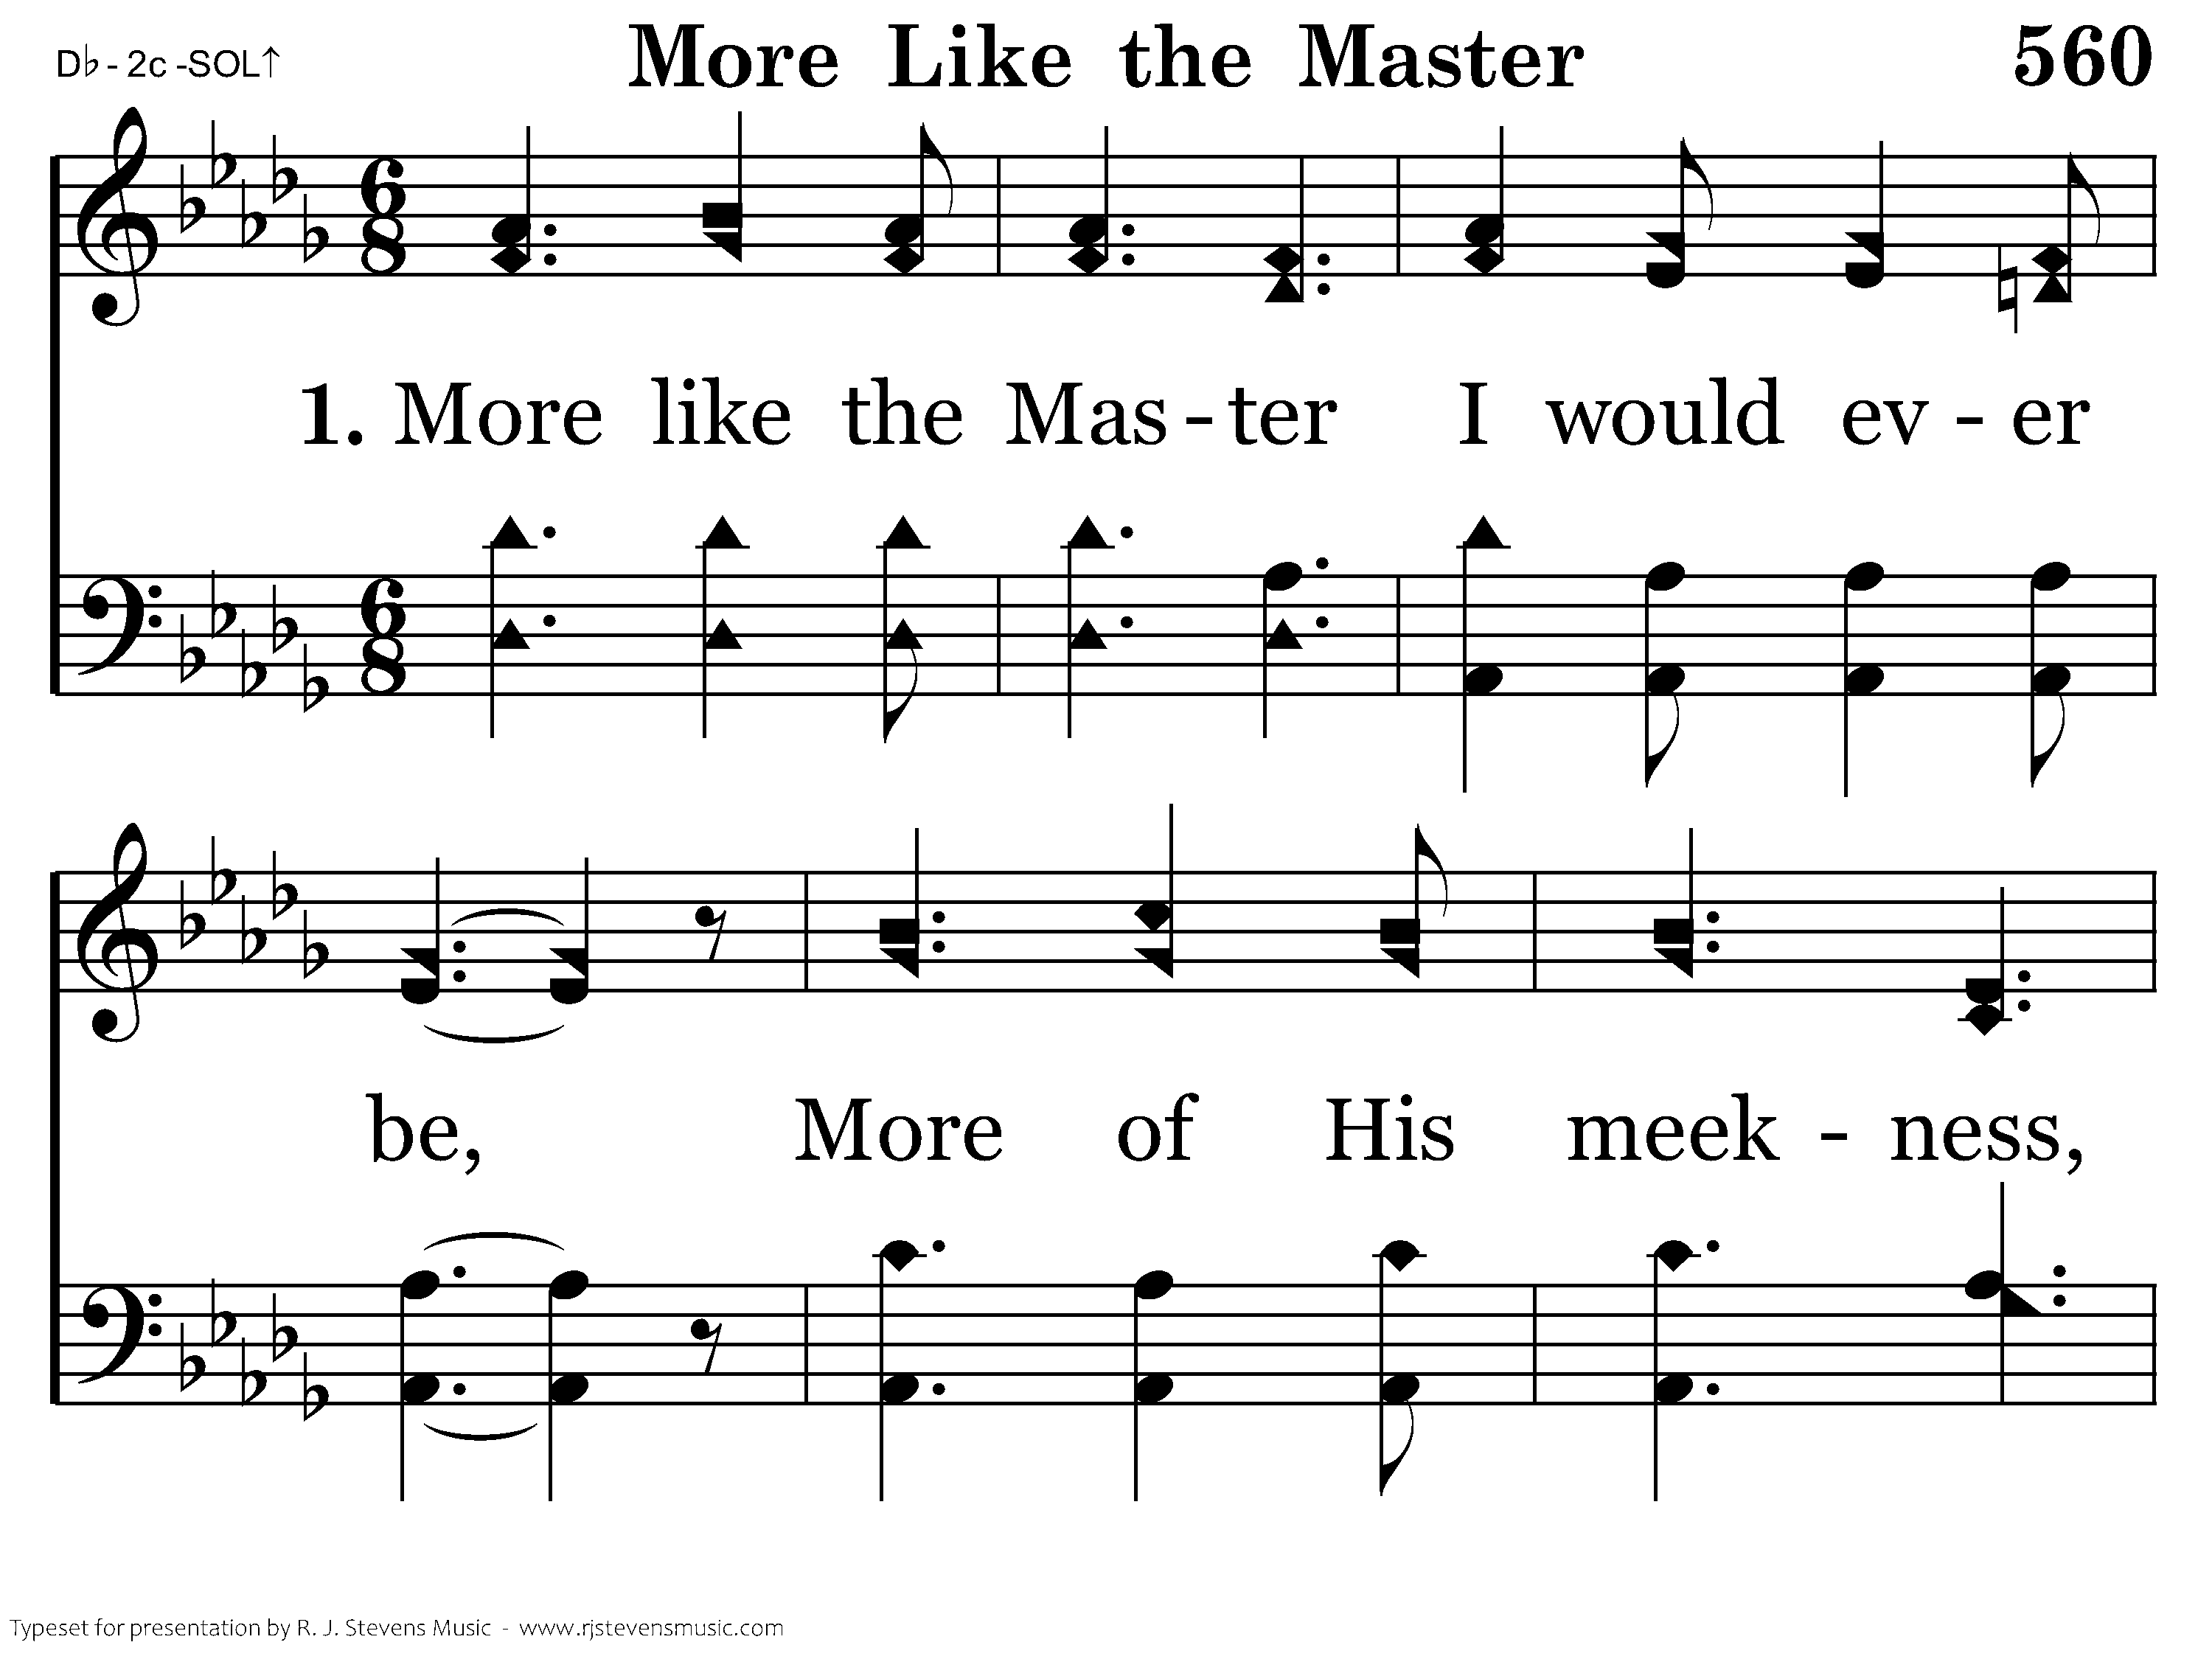 D♭ - 2c -SOL↑ More Like the Master 560
1. More like the Mas - ter I would ev - er
be, More of His meek - ness,
Typeset for presentation by R. J. Stevens Music - www.rjstevensmusic.com